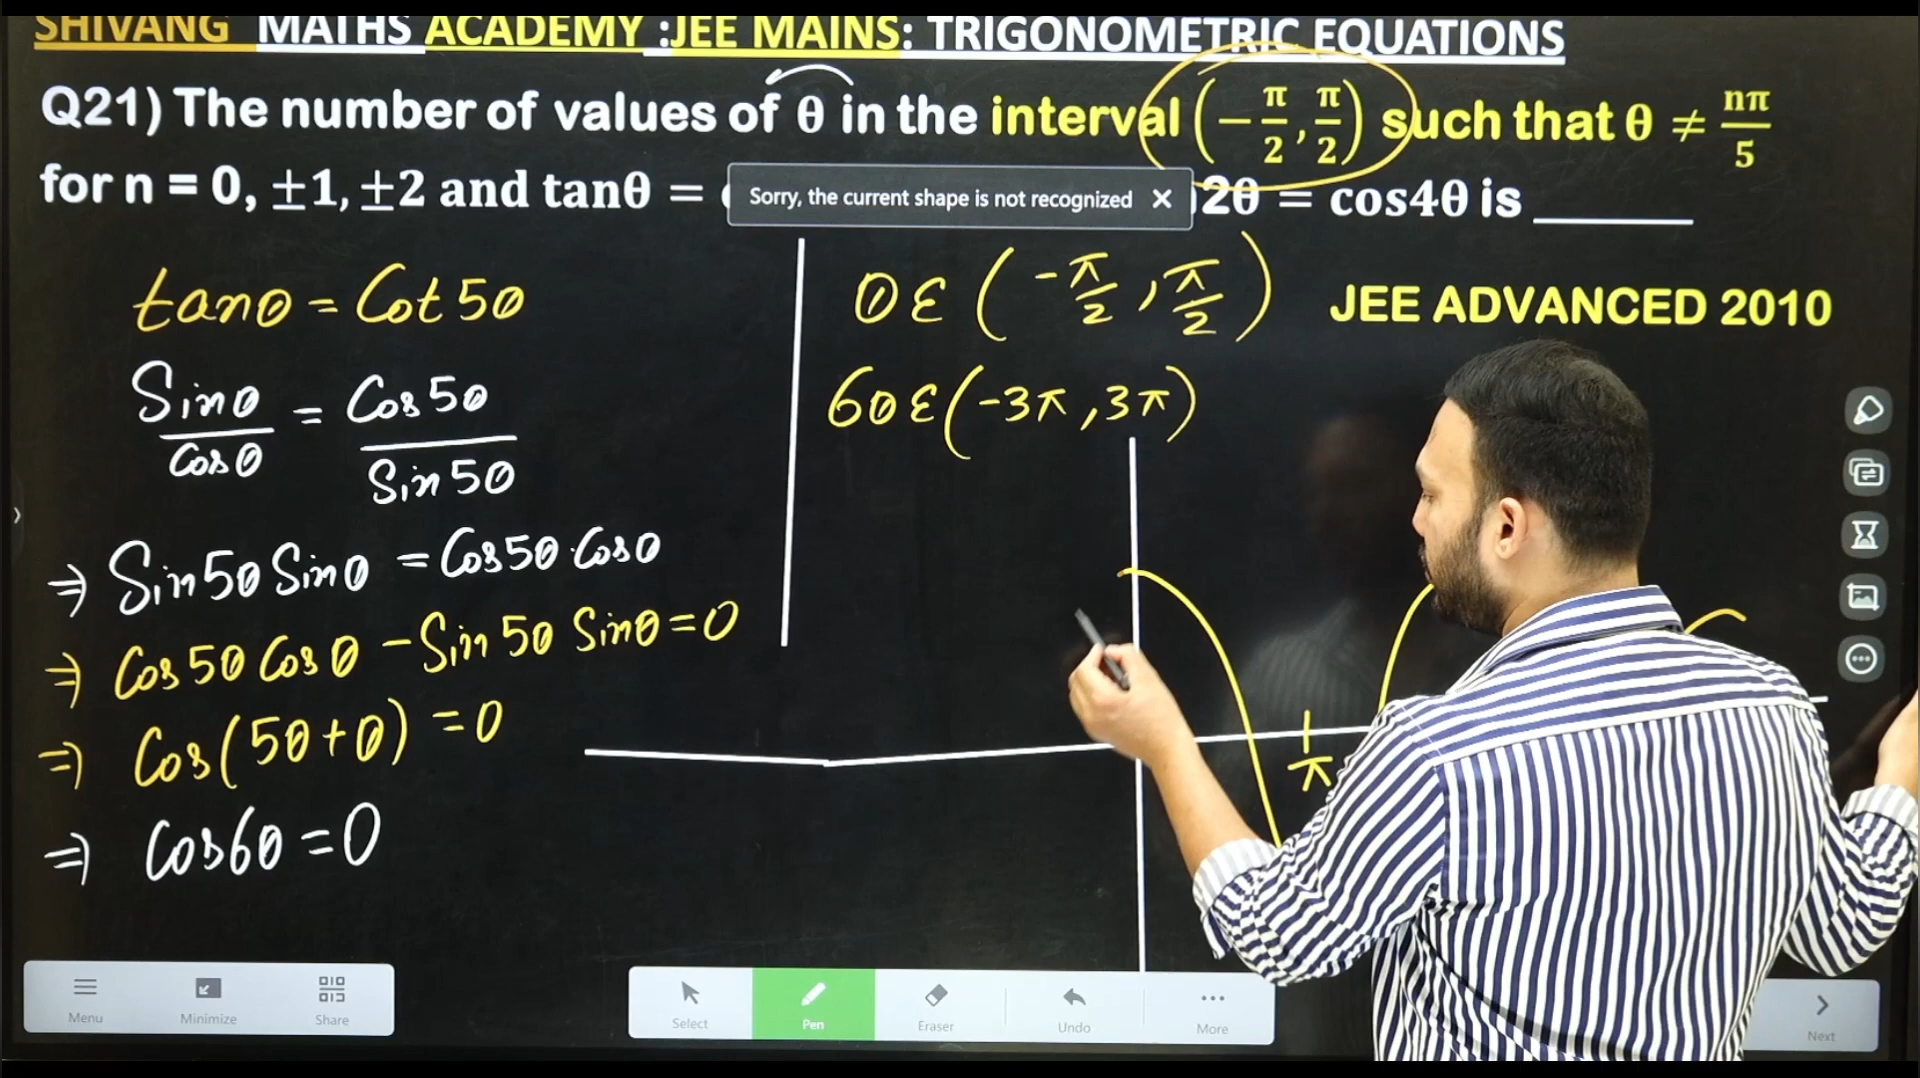 SHIVANG MATHS ACADEMY :JEE MAINS: TRIGONOMETRIC EQUATIONS
Q21) The number of values of θ in the interval (−π/2, π/2) such that θ ≠ nπ/5
for n = 0, ±1, ±2 and tanθ = 2θ = cos4θ is ______
Sorry, the current shape is not recognized ×
JEE ADVANCED 2010
tanθ = Cot5θ
Sinθ/Cosθ = Cos5θ/Sin5θ
⇒ Sin5θ Sinθ = Cos5θ·Cosθ
⇒ Cos5θ Cosθ − Sin5θ Sinθ = 0
⇒ Cos(5θ+θ) = 0
⇒ Cos6θ = 0
θ ε (−π/2, π/2)
6θ ε (−3π, 3π)
π
Menu
Minimize
Share
Select
Pen
Eraser
Undo
More
Next